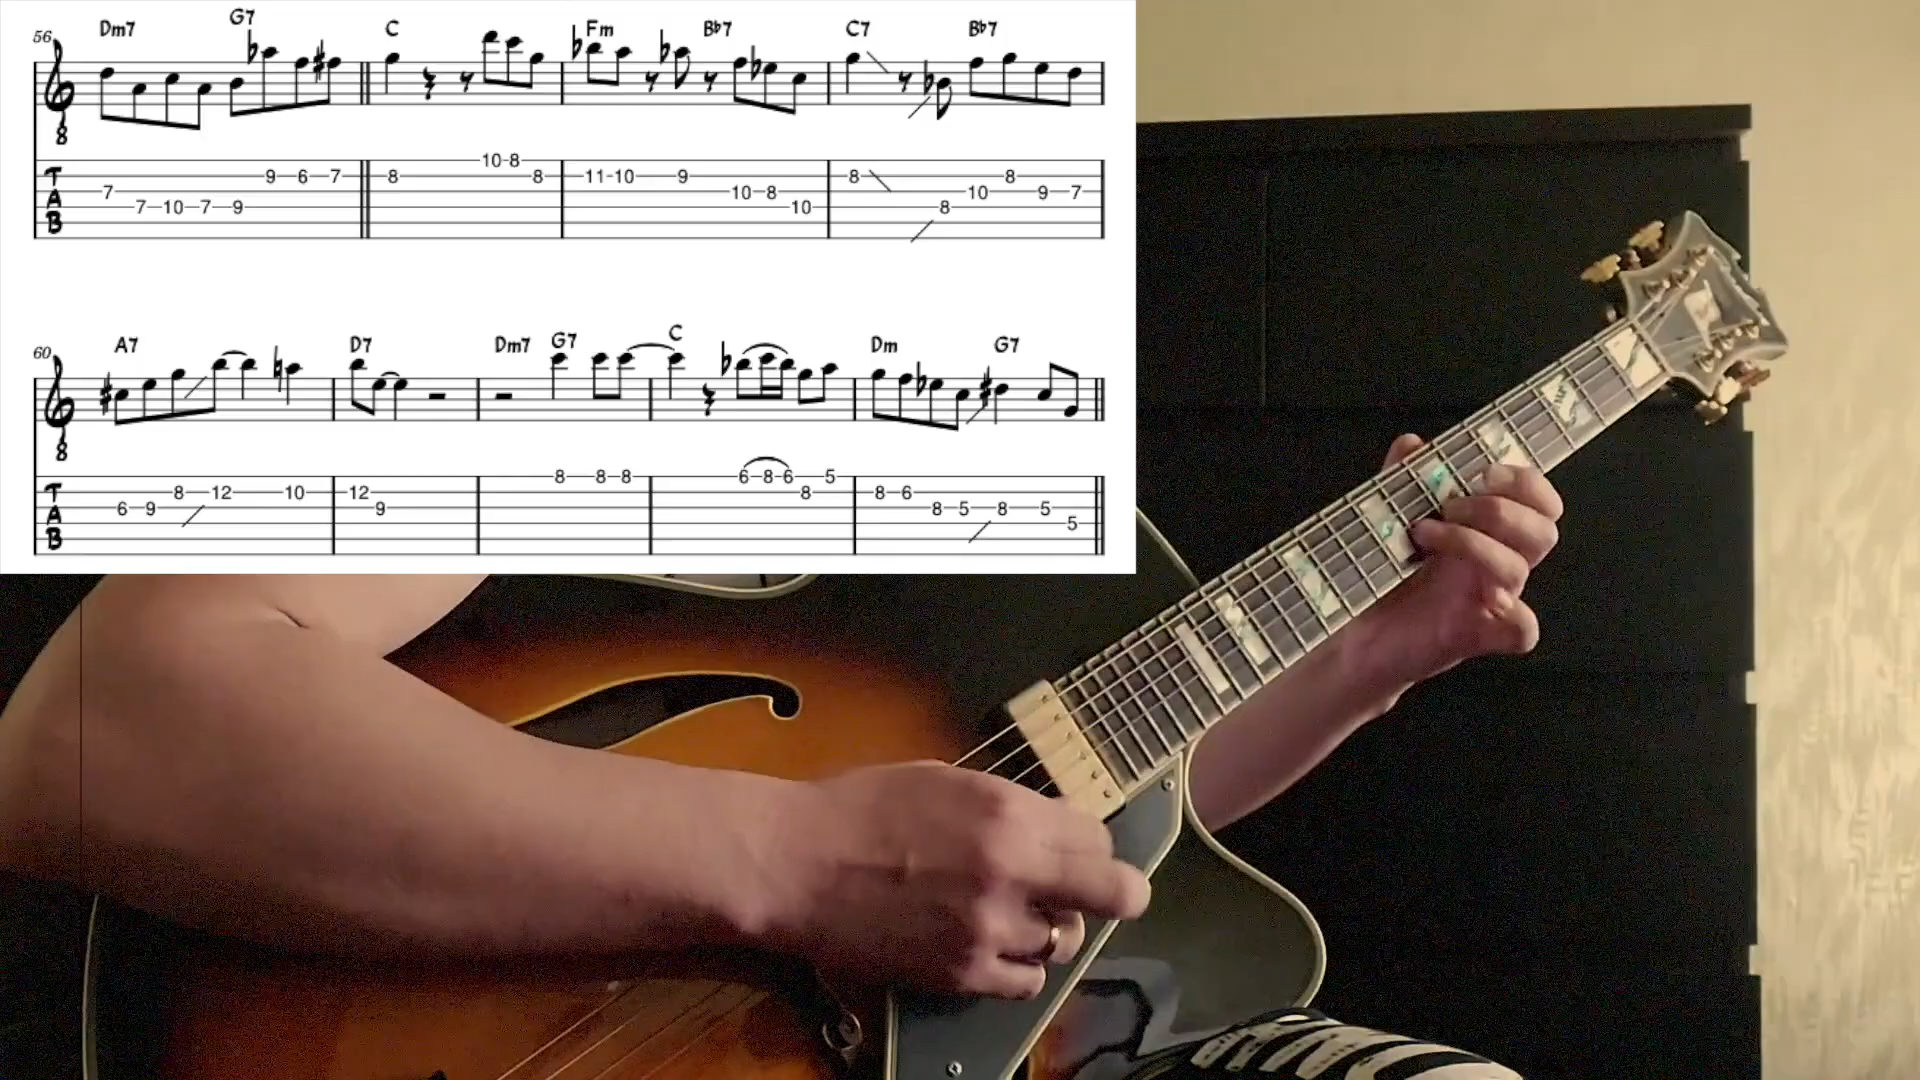 56 Dm7 G7 C Fm B♭7 C7 B♭7
8
T A B
10 8
9 6 7 8 8 11 10 9 8 8
7 10 8 10 9 7
7 10 7 9 10 8
60 A7 D7 Dm7 G7 C Dm G7
8
T A B
8 8 8 6 8 6 5
8 12 10 12 8 8 6
6 9 9 8 5 8 5
5